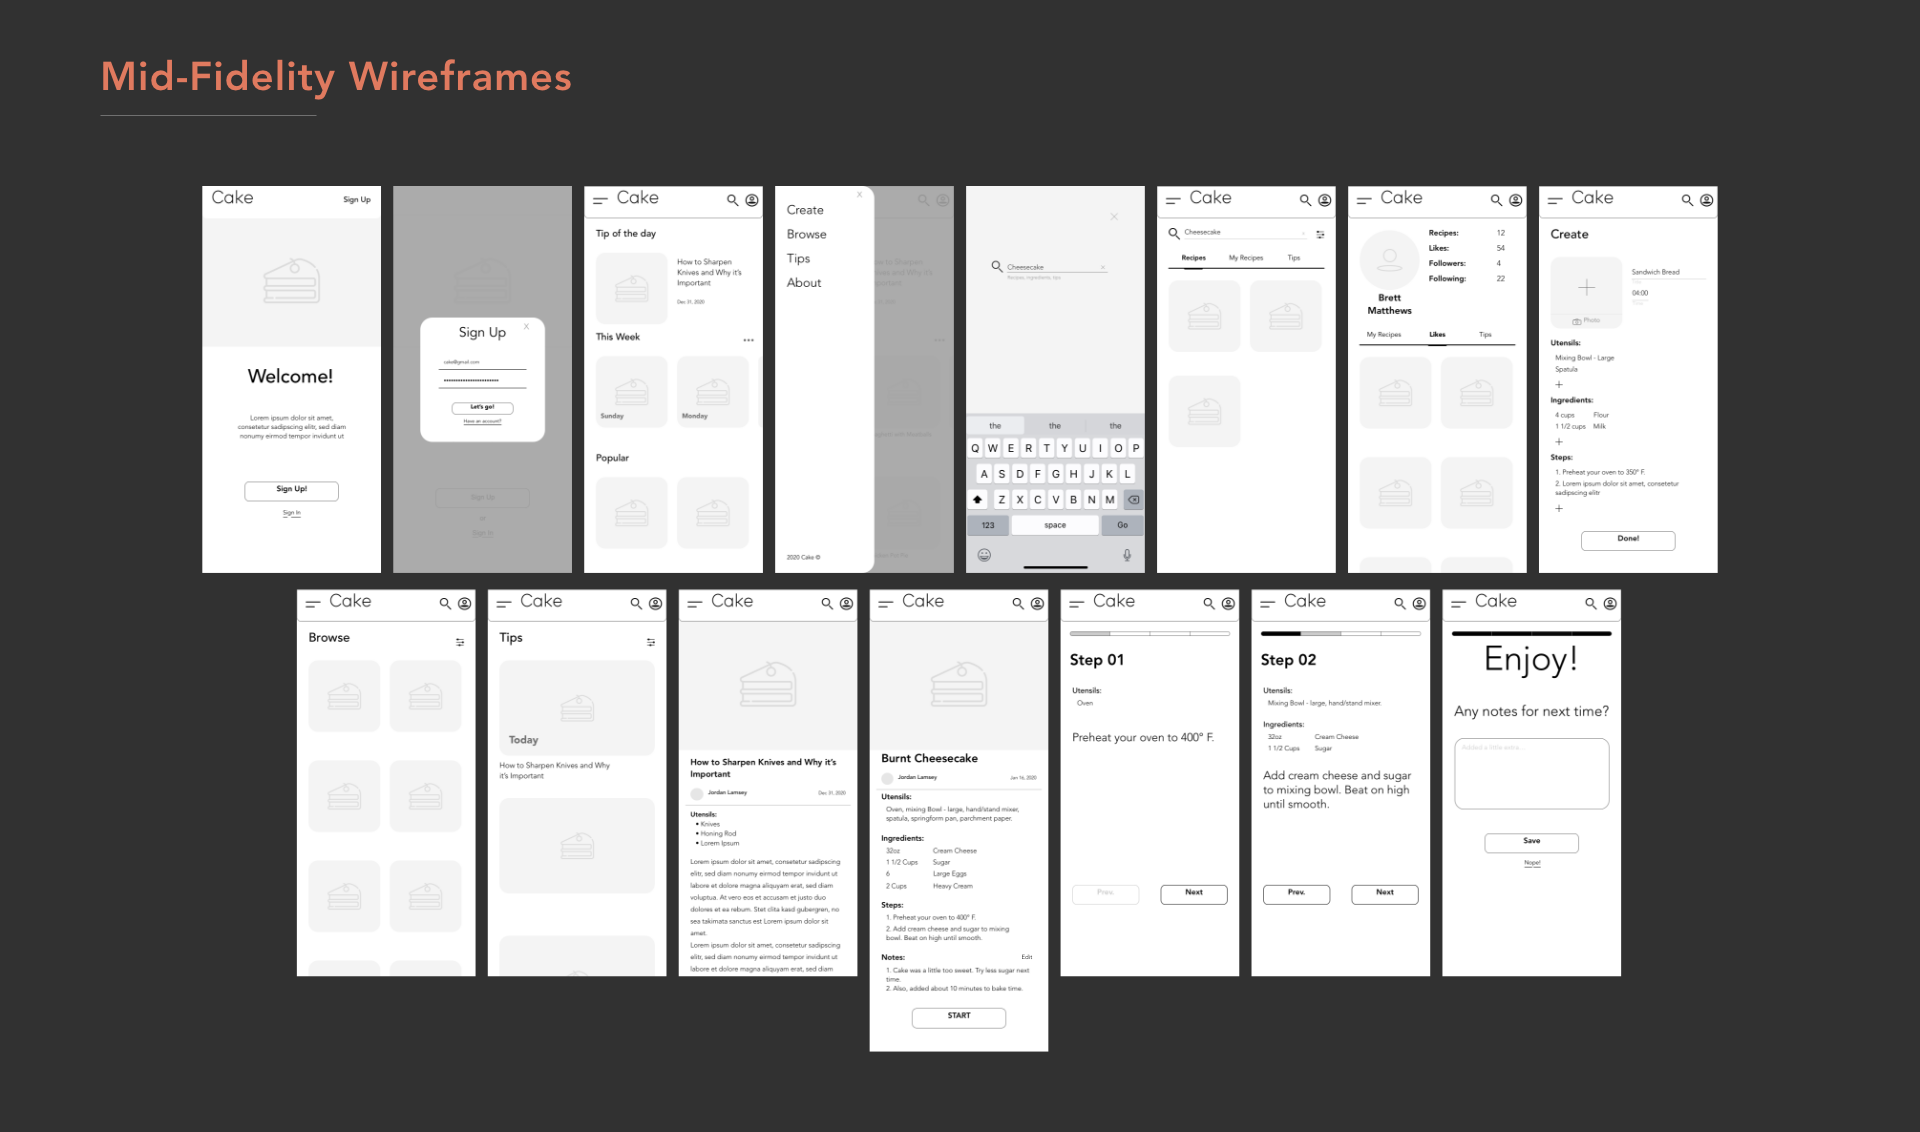 Mid-Fidelity Wireframes
Cake
Sign Up
Welcome!
Lorem ipsum dolor sit amet,
consetetur sadipscing elitr, sed diam
nonumy eirmod tempor invidunt ut
Sign Up!
Sign In
Sign Up
X
cake@gmail.com
Let's go!
Have an account?
Sign Up
or
Sign In
Cake
Tip of the day
How to Sharpen
Knives and Why it's
Important
Dec 31, 2020
This Week
Sunday
Monday
Popular
X
Create
Browse
Tips
About
2020 Cake ©
Cheesecake
Recipes, ingredients, tips
the the the
Q W E R T Y U I O P
A S D F G H J K L
Z X C V B N M
123 space Go
Cake
Cheesecake
Recipes My Recipes Tips
Cake
Recipes: 12
Likes: 54
Followers: 4
Following: 22
Brett
Matthews
My Recipes Likes Tips
Cake
Create
Sandwich Bread
04:00
Photo
Utensils:
Mixing Bowl - Large
Spatula
Ingredients:
4 cups Flour
1 1/2 cups Milk
Steps:
1. Preheat your oven to 350° F.
2. Lorem ipsum dolor sit amet, consetetur
sadipscing elitr
Done!
Cake
Browse
Cake
Tips
Today
How to Sharpen Knives and Why
it's Important
Cake
How to Sharpen Knives and Why it's
Important
Jordan Lamsey Dec 31, 2020
Utensils:
• Knives
• Honing Rod
• Lorem Ipsum
Lorem ipsum dolor sit amet, consetetur sadipscing
elitr, sed diam nonumy eirmod tempor invidunt ut
labore et dolore magna aliquyam erat, sed diam
voluptua. At vero eos et accusam et justo duo
dolores et ea rebum. Stet clita kasd gubergren, no
sea takimata sanctus est Lorem ipsum dolor sit
amet.
Lorem ipsum dolor sit amet, consetetur sadipscing
elitr, sed diam nonumy eirmod tempor invidunt ut
labore et dolore magna aliquyam erat, sed diam
Cake
Burnt Cheesecake
Jordan Lamsey Jan 16, 2020
Utensils:
Oven, mixing Bowl - large, hand/stand mixer,
spatula, springform pan, parchment paper.
Ingredients:
32oz Cream Cheese
1 1/2 Cups Sugar
6 Large Eggs
2 Cups Heavy Cream
Steps:
1. Preheat your oven to 400° F.
2. Add cream cheese and sugar to mixing
bowl. Beat on high until smooth.
Notes: Edit
1. Cake was a little too sweet. Try less sugar next
time.
2. Also, added about 10 minutes to bake time.
START
Cake
Step 01
Utensils:
Oven
Preheat your oven to 400° F.
Prev. Next
Cake
Step 02
Utensils:
Mixing Bowl - large, hand/stand mixer.
Ingredients:
32oz Cream Cheese
1 1/2 Cups Sugar
Add cream cheese and sugar
to mixing bowl. Beat on high
until smooth.
Prev. Next
Cake
Enjoy!
Any notes for next time?
Added a little extra...
Save
Nope!